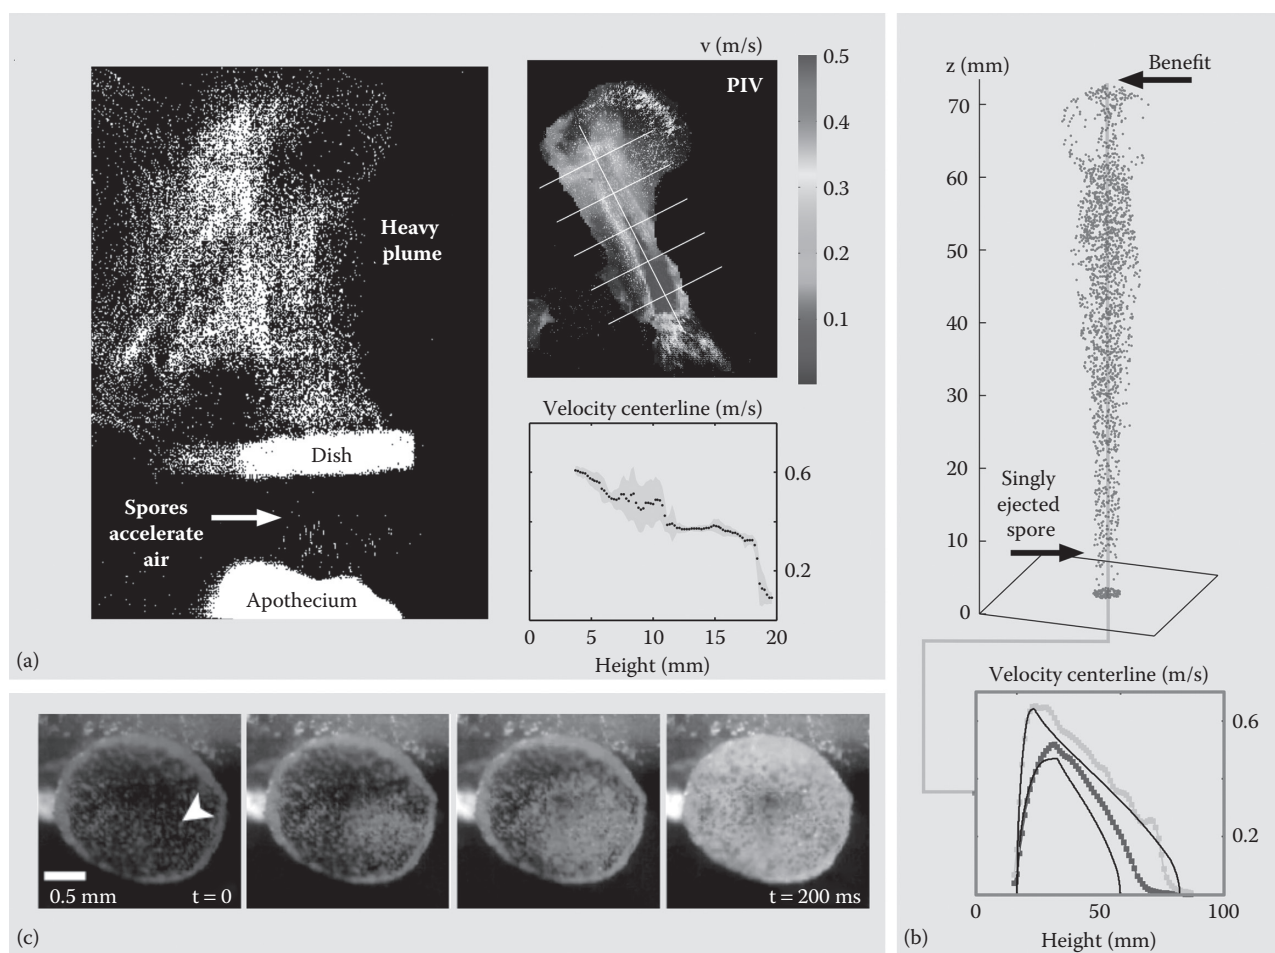 v (m/s)
PIV
0.5
0.4
0.3
0.2
0.1
Heavy
plume
Dish
Spores
accelerate
air
Apothecium
Velocity centerline (m/s)
0.6
0.2
0
5
10
15
20
Height (mm)
(a)
0.5 mm
t = 0
t = 200 ms
(c)
z (mm)
Benefit
70
60
50
40
30
20
Singly
ejected
spore
10
0
Velocity centerline (m/s)
0.6
0.2
0
50
100
Height (mm)
(b)